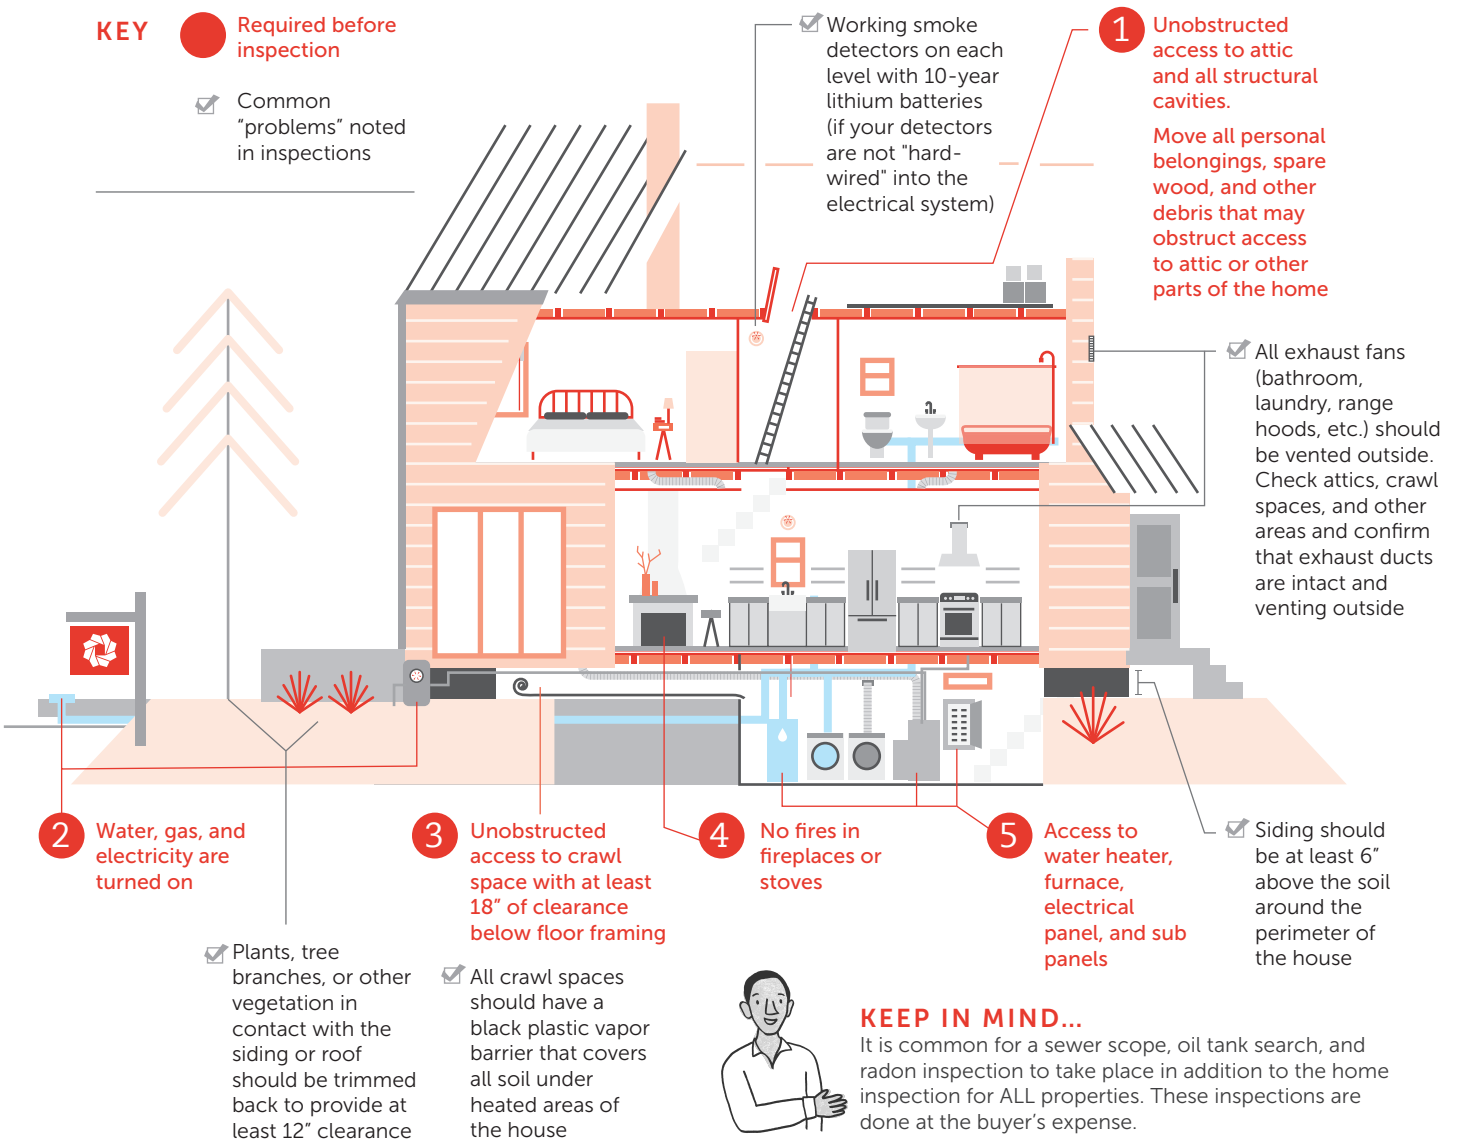 KEY
Required before
inspection
Common
“problems” noted
in inspections
Working smoke
detectors on each
level with 10-year
lithium batteries
(if your detectors
are not "hard-
wired" into the
electrical system)
1
Unobstructed
access to attic
and all structural
cavities.
Move all personal
belongings, spare
wood, and other
debris that may
obstruct access
to attic or other
parts of the home
All exhaust fans
(bathroom,
laundry, range
hoods, etc.) should
be vented outside.
Check attics, crawl
spaces, and other
areas and confirm
that exhaust ducts
are intact and
venting outside
2
Water, gas, and
electricity are
turned on
3
Unobstructed
access to crawl
space with at least
18” of clearance
below floor framing
4
No fires in
fireplaces or
stoves
5
Access to
water heater,
furnace,
electrical
panel, and sub
panels
Siding should
be at least 6”
above the soil
around the
perimeter of
the house
Plants, tree
branches, or other
vegetation in
contact with the
siding or roof
should be trimmed
back to provide at
least 12” clearance
All crawl spaces
should have a
black plastic vapor
barrier that covers
all soil under
heated areas of
the house
KEEP IN MIND...
It is common for a sewer scope, oil tank search, and
radon inspection to take place in addition to the home
inspection for ALL properties. These inspections are
done at the buyer’s expense.